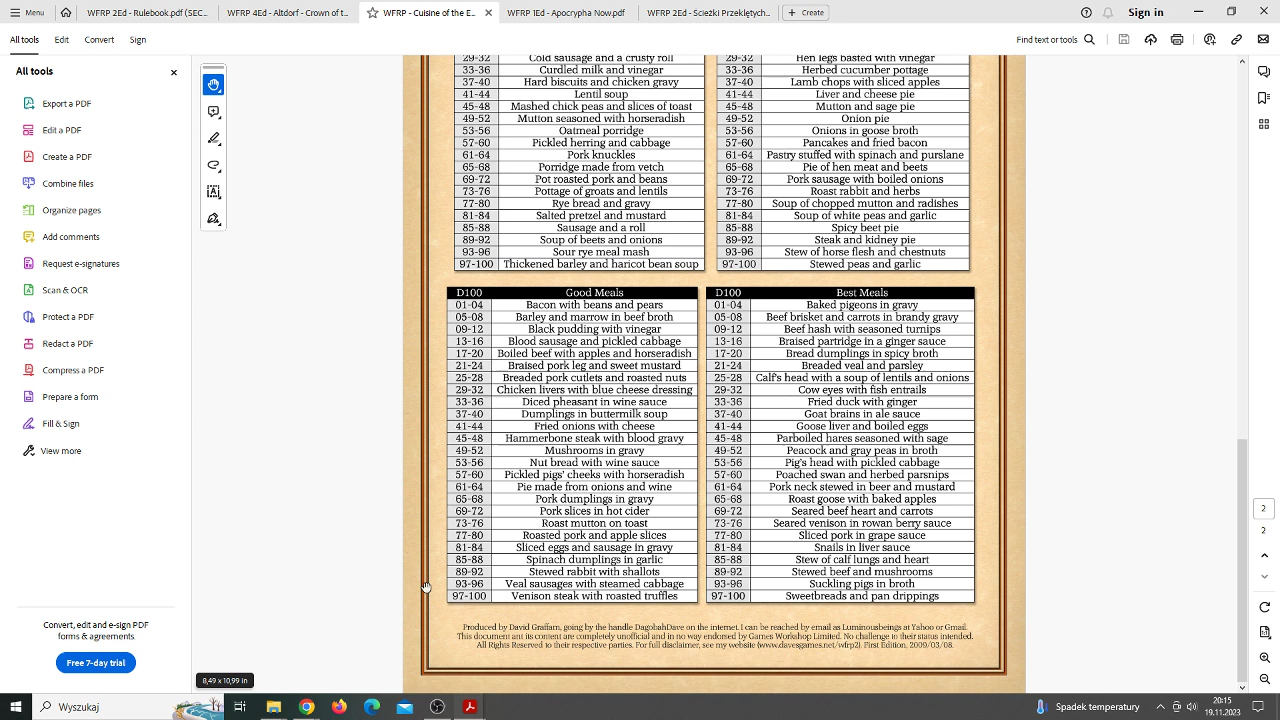 Menu
WFRP 2Ed - Rulebook.pdf (SEC...
WFRP 4Ed - Altdorf - Crown of t...
WFRP - Cuisine of the E...
WFRP 1Ed - Apocrypha Now.pdf
WFRP 2Ed - Ścieżki Przeklętych...
Create
Sign in
All tools
Edit
Convert
Sign
Find text or tools
All tools
Export a PDF
Edit a PDF
Create a PDF
Combine files
Organize pages
Add comments
Request e-signatures
Scan & OCR
Protect a PDF
Redact a PDF
Compress a PDF
Prepare a form
Fill & Sign
View more
Convert, edit and e-sign PDF
forms & agreements
Free 7-day trial
29-32 Cold sausage and a crusty roll
33-36 Curdled milk and vinegar
37-40 Hard biscuits and chicken gravy
41-44 Lentil soup
45-48 Mashed chick peas and slices of toast
49-52 Mutton seasoned with horseradish
53-56 Oatmeal porridge
57-60 Pickled herring and cabbage
61-64 Pork knuckles
65-68 Porridge made from vetch
69-72 Pot roasted pork and beans
73-76 Pottage of groats and lentils
77-80 Rye bread and gravy
81-84 Salted pretzel and mustard
85-88 Sausage and a roll
89-92 Soup of beets and onions
93-96 Sour rye meal mash
97-100 Thickened barley and haricot bean soup
29-32 Hen legs basted with vinegar
33-36 Herbed cucumber pottage
37-40 Lamb chops with sliced apples
41-44 Liver and cheese pie
45-48 Mutton and sage pie
49-52 Onion pie
53-56 Onions in goose broth
57-60 Pancakes and fried bacon
61-64 Pastry stuffed with spinach and purslane
65-68 Pie of hen meat and beets
69-72 Pork sausage with boiled onions
73-76 Roast rabbit and herbs
77-80 Soup of chopped mutton and radishes
81-84 Soup of white peas and garlic
85-88 Spicy beet pie
89-92 Steak and kidney pie
93-96 Stew of horse flesh and chestnuts
97-100 Stewed peas and garlic
D100 Good Meals
01-04 Bacon with beans and pears
05-08 Barley and marrow in beef broth
09-12 Black pudding with vinegar
13-16 Blood sausage and pickled cabbage
17-20 Boiled beef with apples and horseradish
21-24 Braised pork leg and sweet mustard
25-28 Breaded pork cutlets and roasted nuts
29-32 Chicken livers with blue cheese dressing
33-36 Diced pheasant in wine sauce
37-40 Dumplings in buttermilk soup
41-44 Fried onions with cheese
45-48 Hammerbone steak with blood gravy
49-52 Mushrooms in gravy
53-56 Nut bread with wine sauce
57-60 Pickled pigs' cheeks with horseradish
61-64 Pie made from onions and wine
65-68 Pork dumplings in gravy
69-72 Pork slices in hot cider
73-76 Roast mutton on toast
77-80 Roasted pork and apple slices
81-84 Sliced eggs and sausage in gravy
85-88 Spinach dumplings in garlic
89-92 Stewed rabbit with shallots
93-96 Veal sausages with steamed cabbage
97-100 Venison steak with roasted truffles
D100 Best Meals
01-04 Baked pigeons in gravy
05-08 Beef brisket and carrots in brandy gravy
09-12 Beef hash with seasoned turnips
13-16 Braised partridge in a ginger sauce
17-20 Bread dumplings in spicy broth
21-24 Breaded veal and parsley
25-28 Calf's head with a soup of lentils and onions
29-32 Cow eyes with fish entrails
33-36 Fried duck with ginger
37-40 Goat brains in ale sauce
41-44 Goose liver and boiled eggs
45-48 Parboiled hares seasoned with sage
49-52 Peacock and gray peas in broth
53-56 Pig's head with pickled cabbage
57-60 Poached swan and herbed parsnips
61-64 Pork neck stewed in beer and mustard
65-68 Roast goose with baked apples
69-72 Seared beef heart and carrots
73-76 Seared venison in rowan berry sauce
77-80 Sliced pork in grape sauce
81-84 Snails in liver sauce
85-88 Stew of calf lungs and heart
89-92 Stewed beef and mushrooms
93-96 Suckling pigs in broth
97-100 Sweetbreads and pan drippings
Produced by David Graffam, going by the handle DagobahDave on the internet. I can be reached by email as Luminousbeings at Yahoo or Gmail.
This document ant its content are completely unofficial and in no way endorsed by Games Workshop Limited. No challenge to their status intended.
All Rights Reserved to their respective parties. For full disclaimer, see my website (www.davesgames.net/wfrp2). First Edition, 2009/03/08.
8,49 x 10,99 in
2
2
Wyszukaj
Spadek temperatury
20:15
19.11.2023